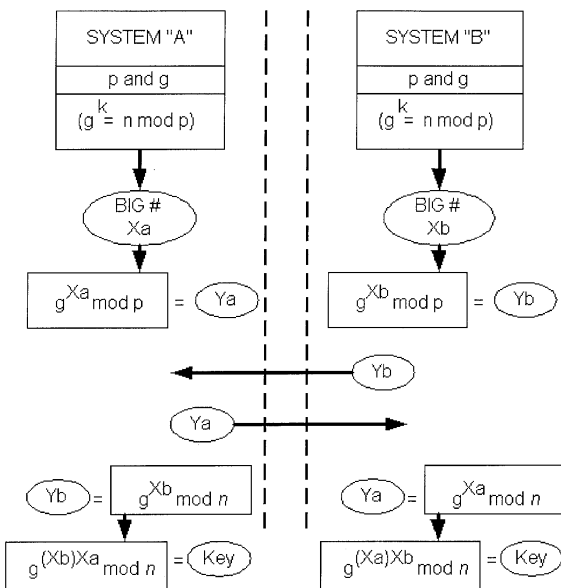 SYSTEM "A"
p and g
k
(g = n mod p)
BIG #
Xa
g^Xa mod p = Ya
SYSTEM "B"
p and g
k
(g = n mod p)
BIG #
Xb
g^Xb mod p = Yb
Yb
Ya
Yb = g^Xb mod n
g^(Xb)Xa mod n = Key
Ya = g^Xa mod n
g^(Xa)Xb mod n = Key